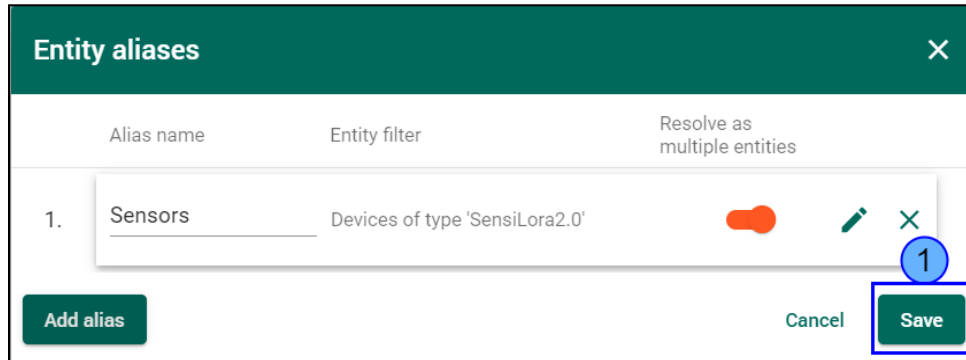 Entity aliases
Alias name
Entity filter
Resolve as
multiple entities
1.
Sensors
Devices of type 'SensiLora2.0'
1
Add alias
Cancel
Save